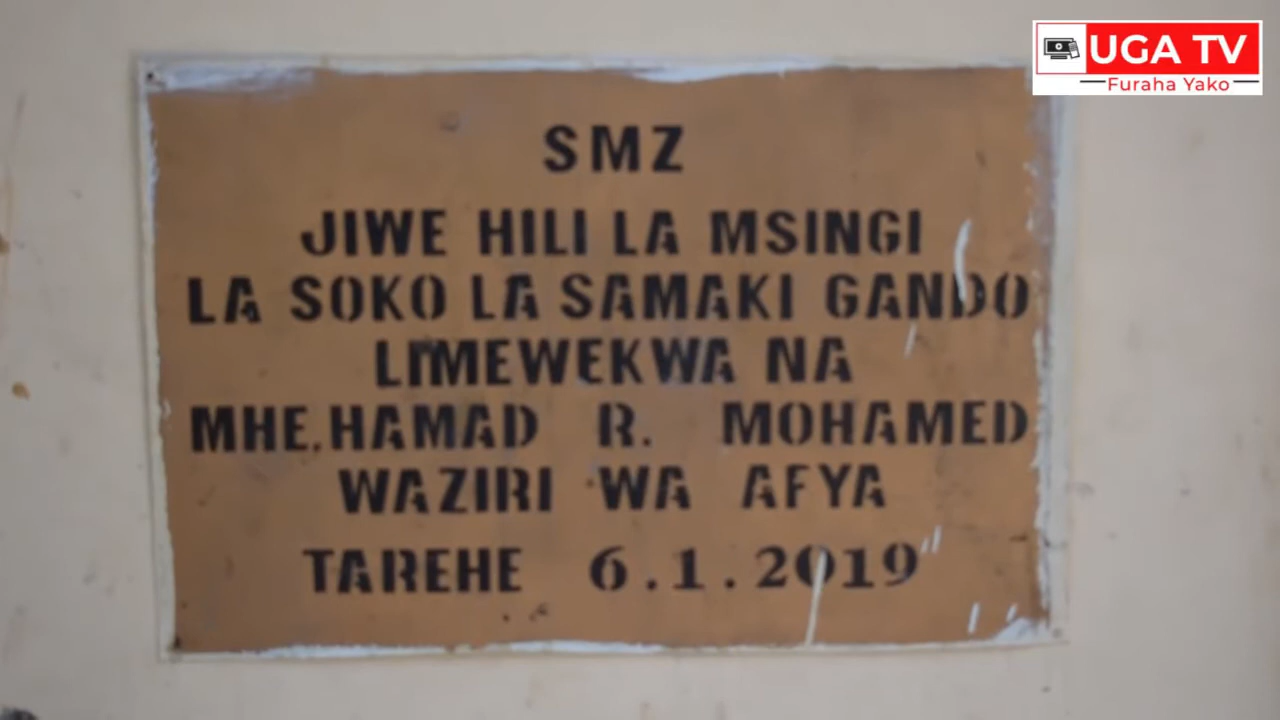 UGA TV
Furaha Yako
SMZ
JIWE HILI LA MSINGI
LA SOKO LA SAMAKI GANDO
LIMEWEKWA NA
MHE.HAMAD R. MOHAMED
WAZIRI WA AFYA
TAREHE 6.1.2019